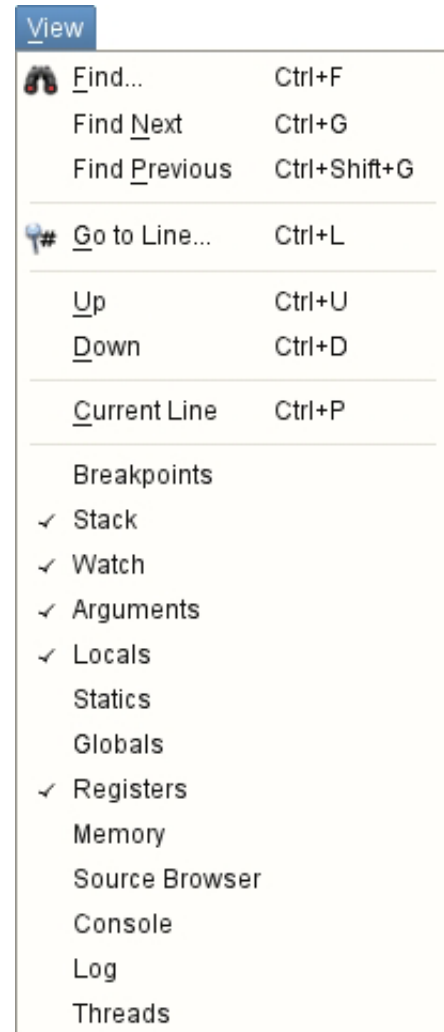 View
Find... Ctrl+F
Find Next Ctrl+G
Find Previous Ctrl+Shift+G
# Go to Line... Ctrl+L
Up Ctrl+U
Down Ctrl+D
Current Line Ctrl+P
Breakpoints
Stack
Watch
Arguments
Locals
Statics
Globals
Registers
Memory
Source Browser
Console
Log
Threads